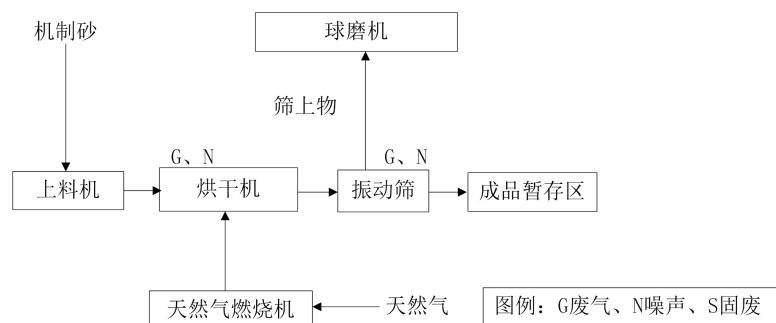 机制砂
球磨机
筛上物
G、N
G、N
上料机
烘干机
振动筛
成品暂存区
天然气燃烧机
天然气
图例：G废气、N噪声、S固废